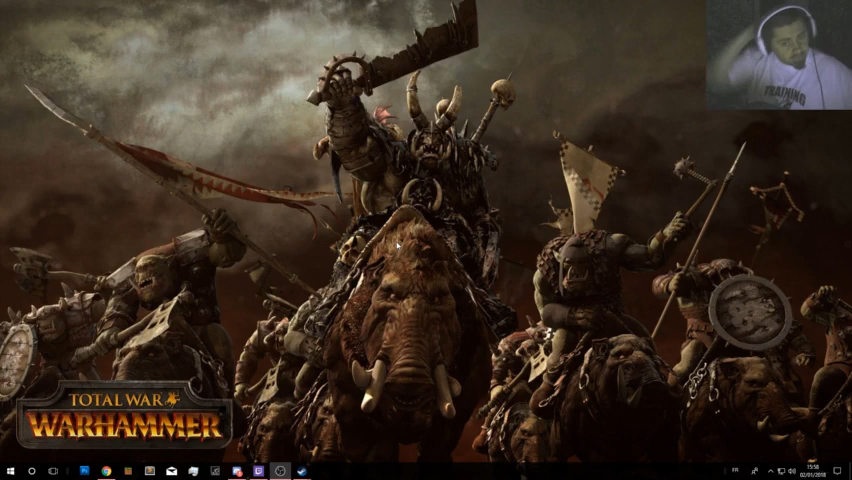 TRAINING
TOTAL WAR
WARHAMMER
FR
15:58
02/01/2018